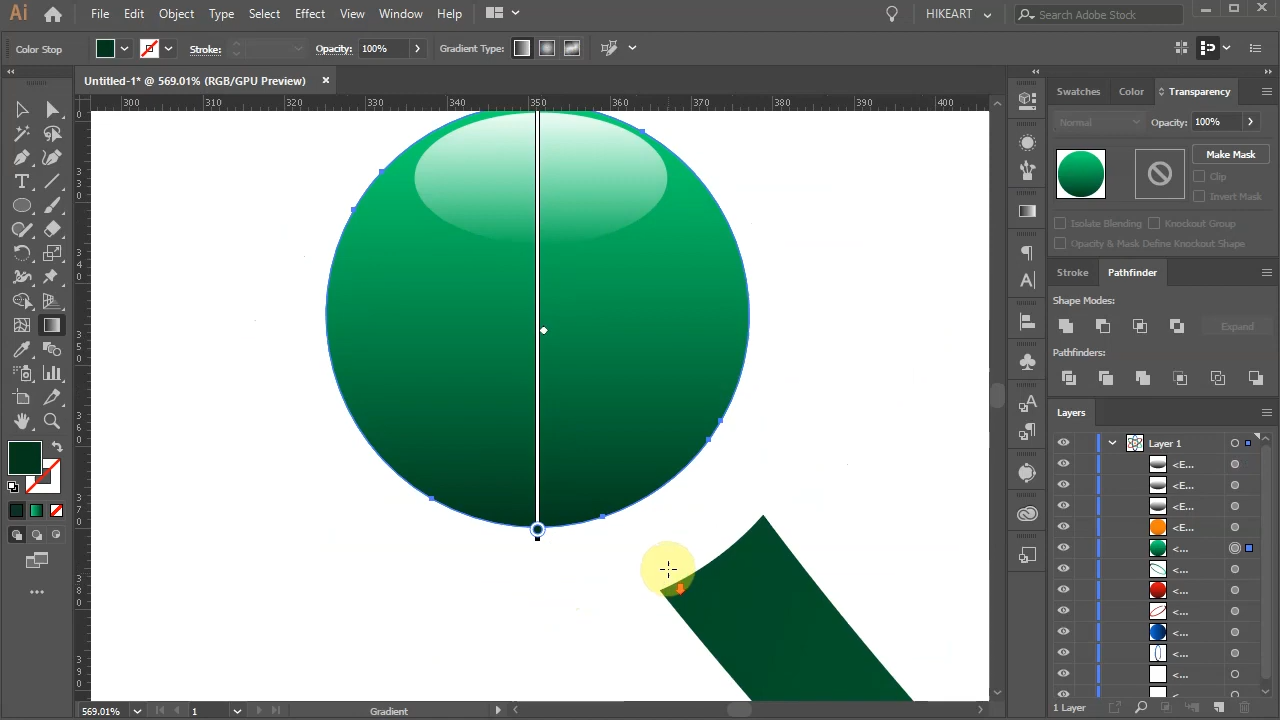 Ai File Edit Object Type Select Effect View Window Help HIKEART Search Adobe Stock
Color Stop Stroke: Opacity: 100% Gradient Type:
Untitled-1* @ 569.01% (RGB/GPU Preview)
300 310 320 330 340 350 360 370 380 390 400
Swatches Color Transparency
Normal Opacity: 100%
Make Mask
Clip
Invert Mask
Isolate Blending Knockout Group
Opacity & Mask Define Knockout Shape
Stroke Pathfinder
Shape Modes:
Expand
Pathfinders:
Layers
Layer 1
<E...
<E...
<E...
<E...
<...
<...
<...
<...
<...
<...
<...
1 Layer
569.01% 1 Gradient